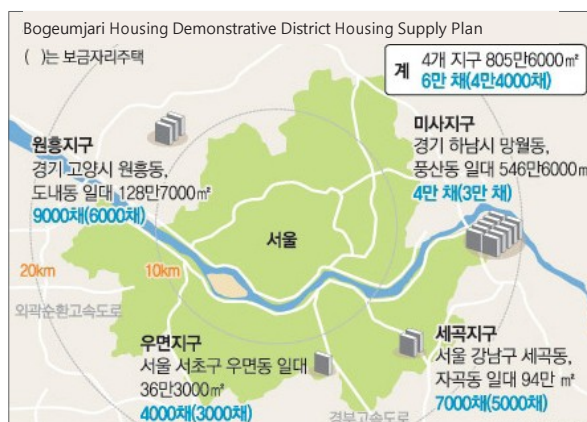 Bogeumjari Housing Demonstrative District Housing Supply Plan
( )는 보금자리주택
계
4개 지구 805만6000㎡
6만 채(4만4000채)
원흥지구
경기 고양시 원흥동,
도내동 일대 128만7000㎡
9000채(6000채)
미사지구
경기 하남시 망월동,
풍산동 일대 546만6000㎡
4만 채(3만 채)
서울
20km
10km
외곽순환고속도로
우면지구
서울 서초구 우면동 일대
36만3000㎡
4000채(3000채)
세곡지구
서울 강남구 세곡동,
자곡동 일대 94만 ㎡
7000채(5000채)
경부고속도로